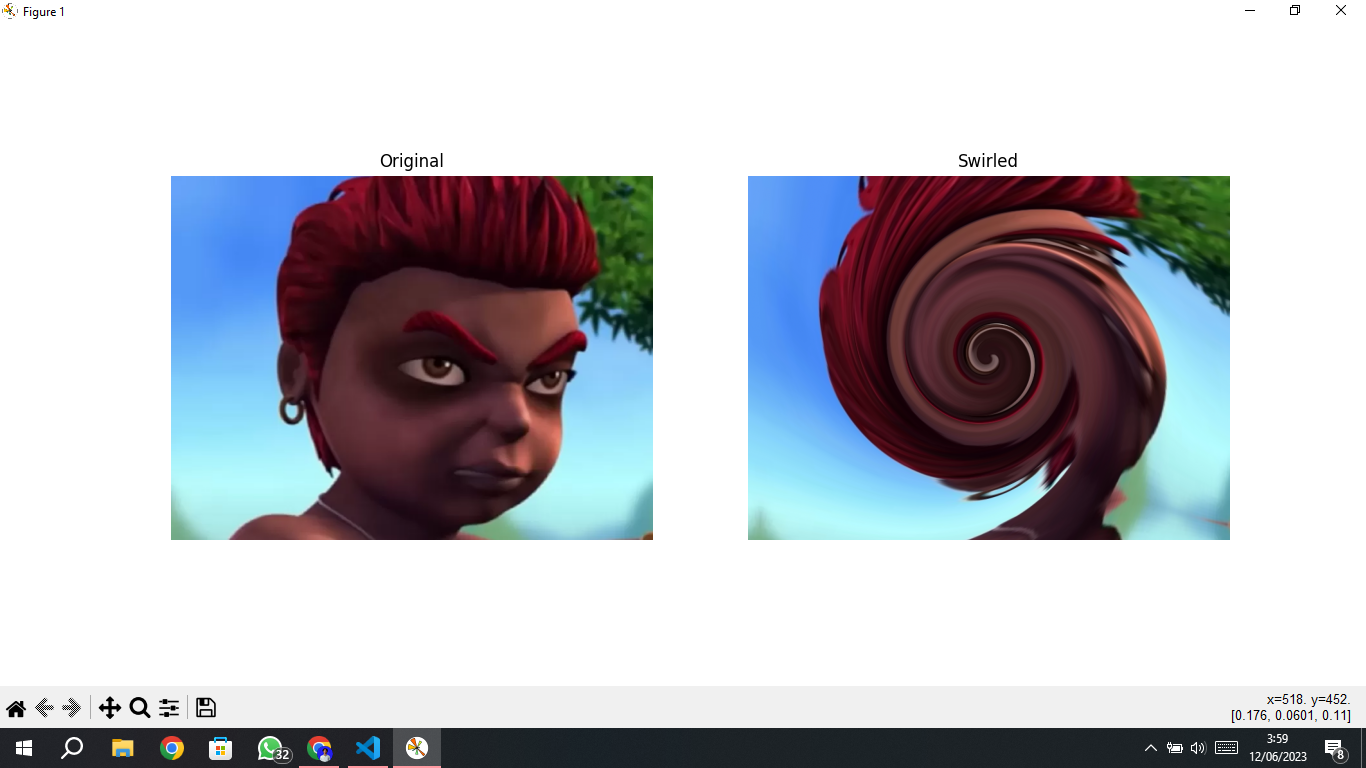 Figure 1
Original
Swirled
x=518. y=452.
[0.176, 0.0601, 0.11]
32
3:59
12/06/2023
8